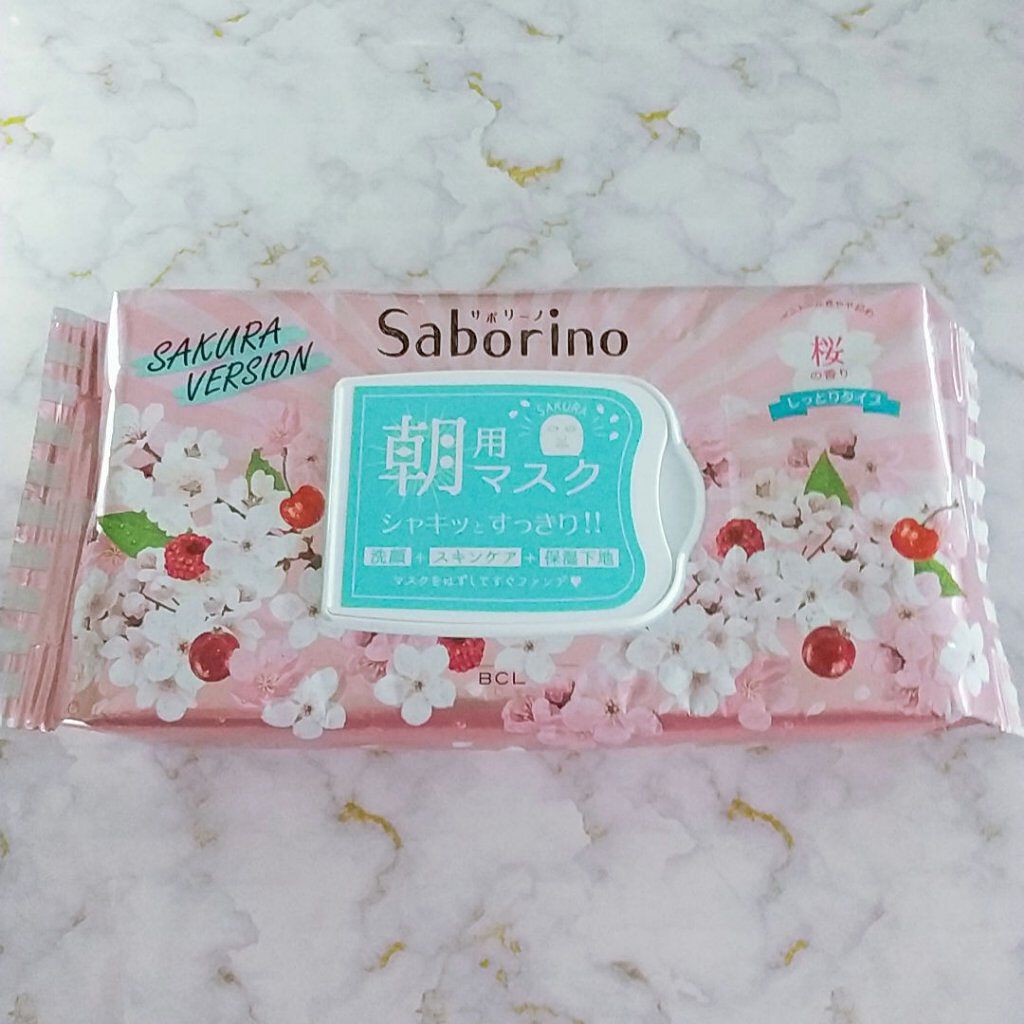 SAKURA
VERSION
サボリーノ
Saborino
桜
の香り
しっとりタイプ
SAKURA
朝用
マスク
シャキッとすっきり!!
洗顔+スキンケア+保湿下地
マスクをはずしてすぐファンデ♥
BCL